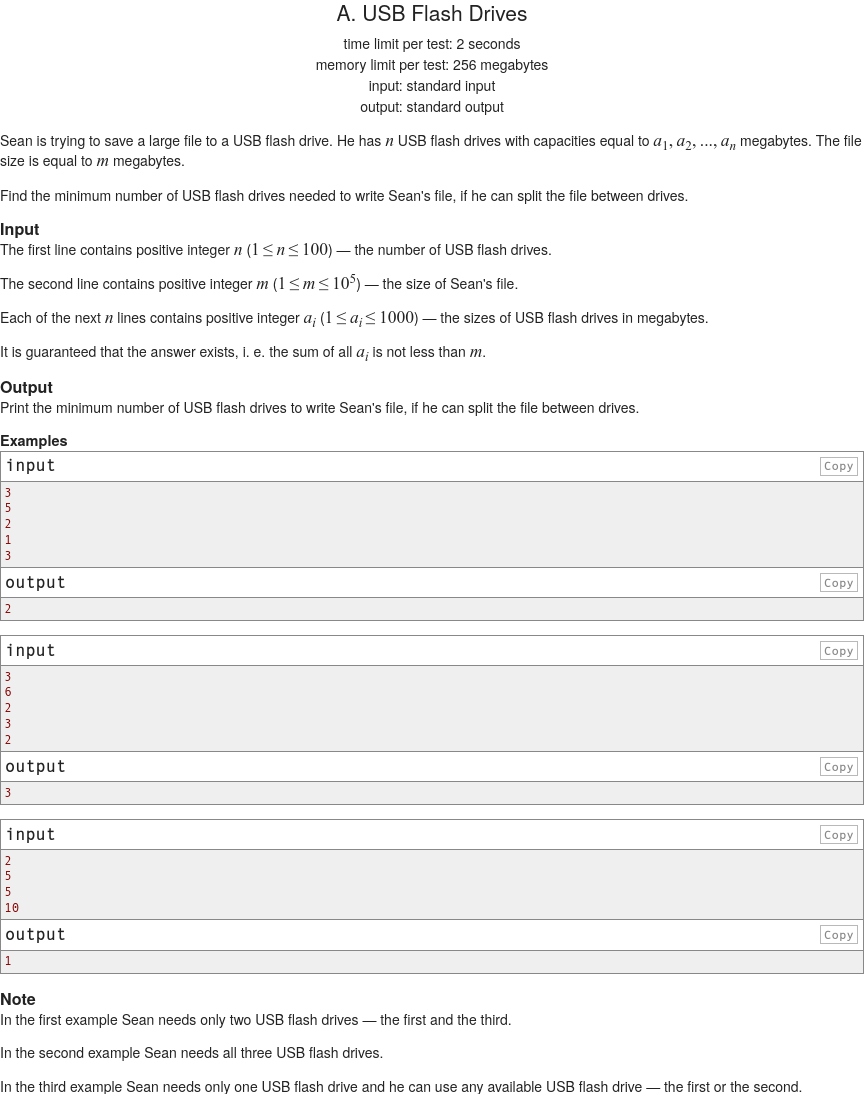 A. USB Flash Drives
time limit per test: 2 seconds
memory limit per test: 256 megabytes
input: standard input
output: standard output
Sean is trying to save a large file to a USB flash drive. He has n USB flash drives with capacities equal to a1, a2, ..., an megabytes. The file
size is equal to m megabytes.
Find the minimum number of USB flash drives needed to write Sean's file, if he can split the file between drives.
Input
The first line contains positive integer n (1 ≤ n ≤ 100) — the number of USB flash drives.
The second line contains positive integer m (1 ≤ m ≤ 10^5) — the size of Sean's file.
Each of the next n lines contains positive integer ai (1 ≤ ai ≤ 1000) — the sizes of USB flash drives in megabytes.
It is guaranteed that the answer exists, i. e. the sum of all ai is not less than m.
Output
Print the minimum number of USB flash drives to write Sean's file, if he can split the file between drives.
Examples
input Copy
3
5
2
1
3
output Copy
2
input Copy
3
6
2
3
2
output Copy
3
input Copy
2
5
5
10
output Copy
1
Note
In the first example Sean needs only two USB flash drives — the first and the third.
In the second example Sean needs all three USB flash drives.
In the third example Sean needs only one USB flash drive and he can use any available USB flash drive — the first or the second.